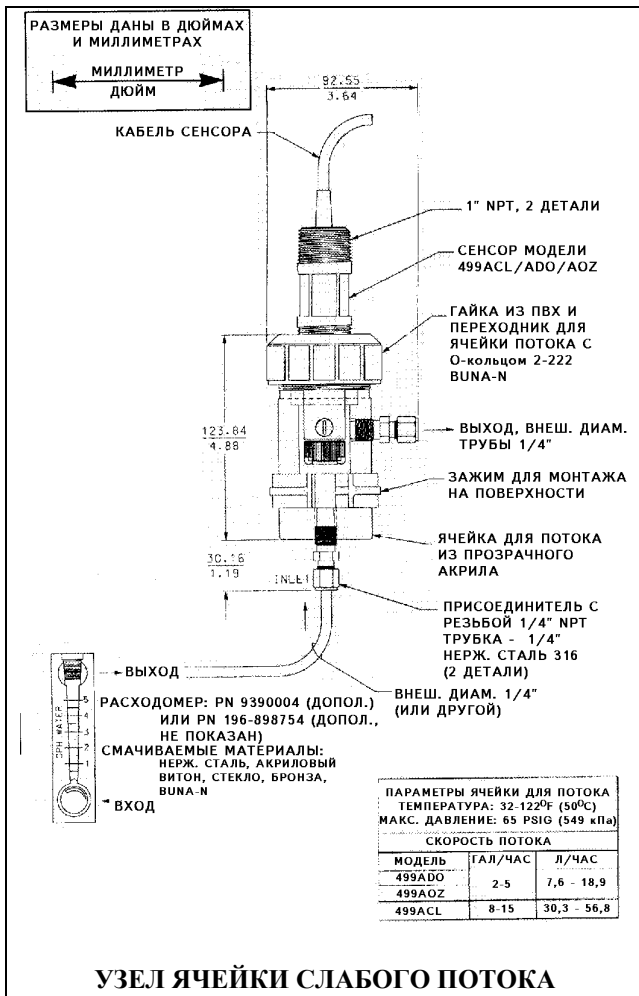 РАЗМЕРЫ ДАНЫ В ДЮЙМАХ
И МИЛЛИМЕТРАХ
МИЛЛИМЕТР
ДЮЙМ
92.55
3.64
КАБЕЛЬ СЕНСОРА
1" NPT, 2 ДЕТАЛИ
СЕНСОР МОДЕЛИ
499ACL/ADO/AOZ
ГАЙКА ИЗ ПВХ И
ПЕРЕХОДНИК ДЛЯ
ЯЧЕЙКИ ПОТОКА С
О-кольцом 2-222
BUNA-N
123.84
4.88
ВЫХОД, ВНЕШ. ДИАМ.
ТРУБЫ 1/4"
ЗАЖИМ ДЛЯ МОНТАЖА
НА ПОВЕРХНОСТИ
ЯЧЕЙКА ДЛЯ ПОТОКА
ИЗ ПРОЗРАЧНОГО
АКРИЛА
30.16
1.19
INLET
ПРИСОЕДИНИТЕЛЬ С
РЕЗЬБОЙ 1/4" NPT
ТРУБКА - 1/4"
НЕРЖ. СТАЛЬ 316
(2 ДЕТАЛИ)
ВНЕШ. ДИАМ. 1/4"
(ИЛИ ДРУГОЙ)
ВЫХОД
GPH WATER
5
4
3
2
1
ВХОД
РАСХОДОМЕР: PN 9390004 (ДОПОЛ.)
ИЛИ PN 196-898754 (ДОПОЛ.,
НЕ ПОКАЗАН)
СМАЧИВАЕМЫЕ МАТЕРИАЛЫ:
НЕРЖ. СТАЛЬ, АКРИЛОВЫЙ
ВИТОН, СТЕКЛО, БРОНЗА,
BUNA-N
ПАРАМЕТРЫ ЯЧЕЙКИ ДЛЯ ПОТОКА
ТЕМПЕРАТУРА: 32-122⁰F (50⁰C)
МАКС. ДАВЛЕНИЕ: 65 PSIG (549 кПа)
СКОРОСТЬ ПОТОКА
МОДЕЛЬ ГАЛ/ЧАС Л/ЧАС
499ADO
499AOZ 2-5 7,6 - 18,9
499ACL 8-15 30,3 - 56,8
УЗЕЛ ЯЧЕЙКИ СЛАБОГО ПОТОКА